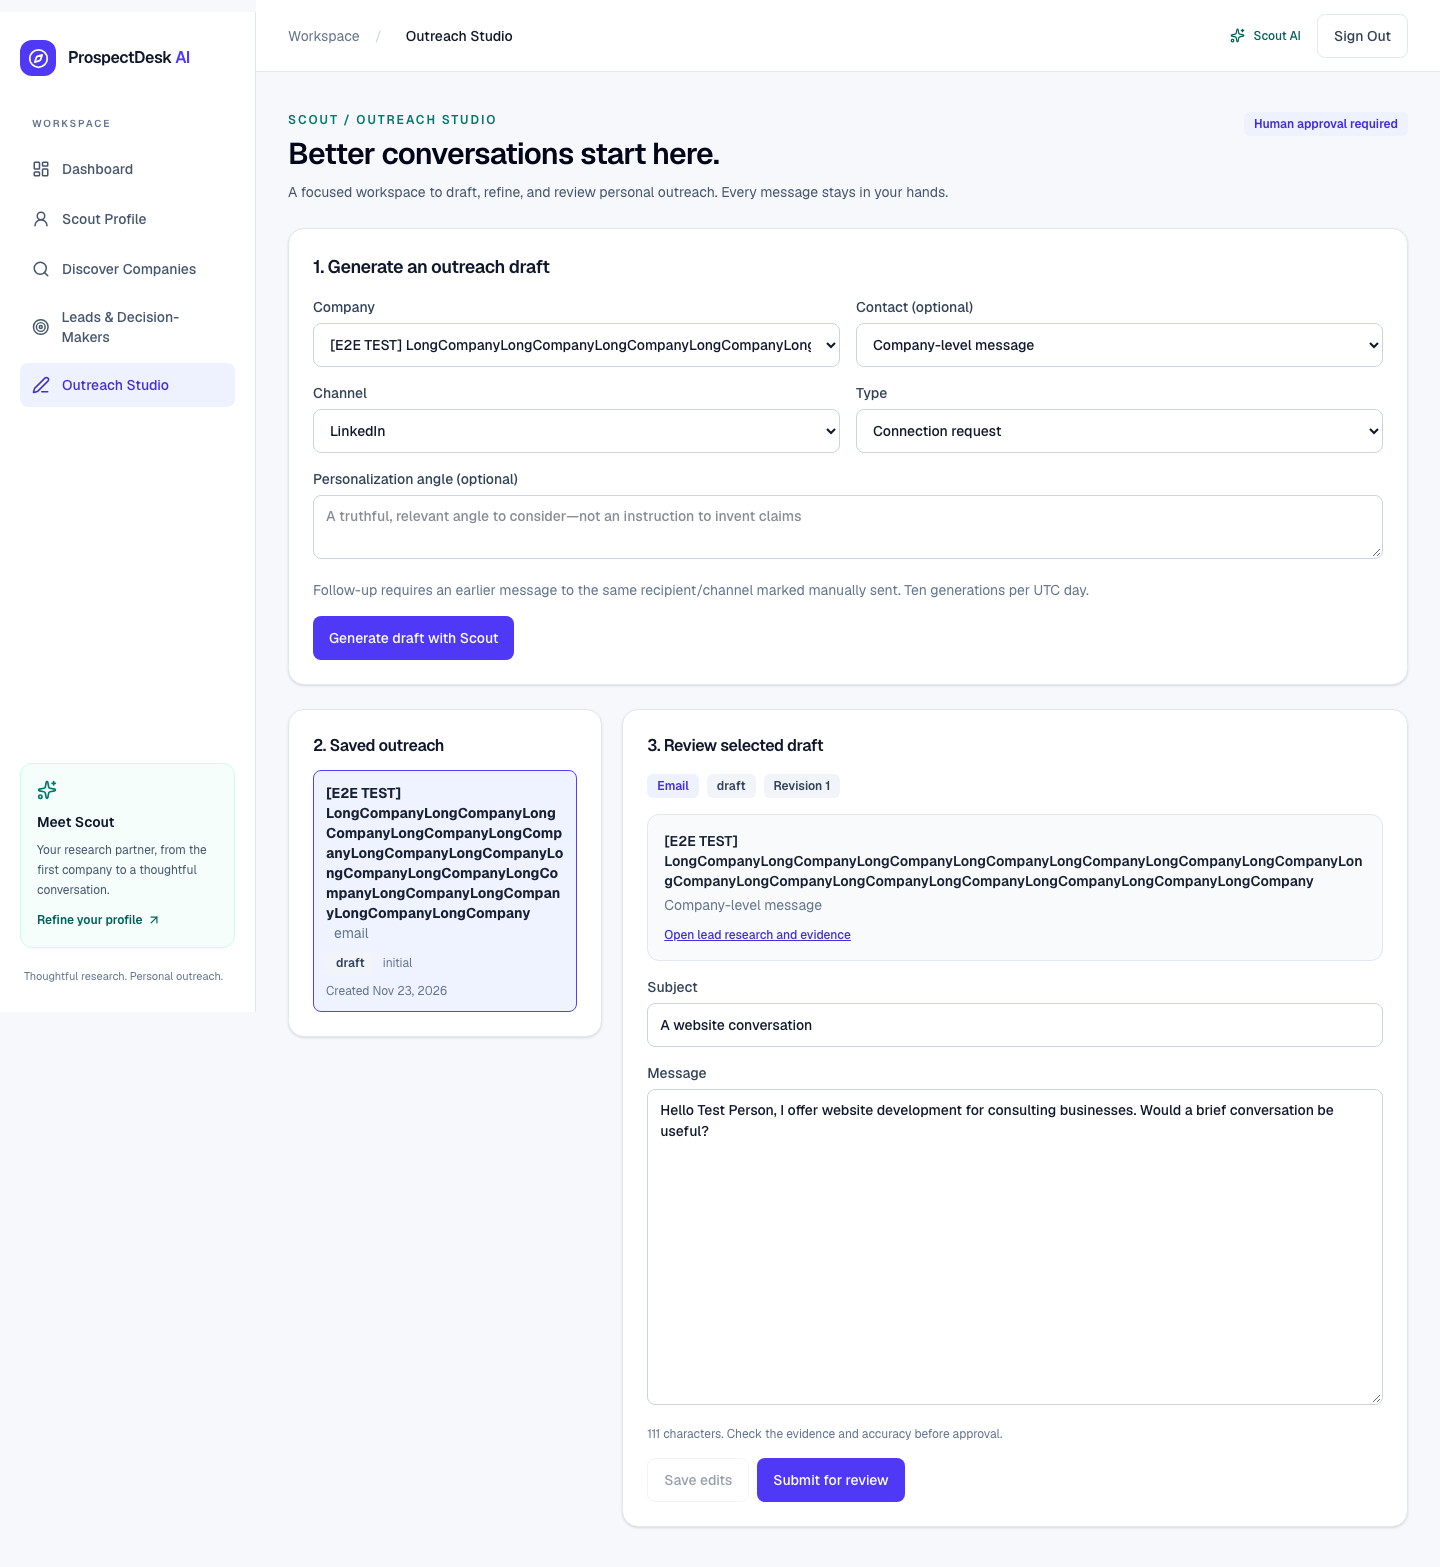 ProspectDesk AI
WORKSPACE
Dashboard
Scout Profile
Discover Companies
Leads & Decision-
Makers
Outreach Studio
Meet Scout
Your research partner, from the
first company to a thoughtful
conversation.
Refine your profile
Thoughtful research. Personal outreach.
Workspace / Outreach Studio
Scout AI
Sign Out
SCOUT / OUTREACH STUDIO
Human approval required
Better conversations start here.
A focused workspace to draft, refine, and review personal outreach. Every message stays in your hands.
1. Generate an outreach draft
Company
[E2E TEST] LongCompanyLongCompanyLongCompanyLongCompanyLong
Contact (optional)
Company-level message
Channel
LinkedIn
Type
Connection request
Personalization angle (optional)
A truthful, relevant angle to consider—not an instruction to invent claims
Follow-up requires an earlier message to the same recipient/channel marked manually sent. Ten generations per UTC day.
Generate draft with Scout
2. Saved outreach
[E2E TEST]
LongCompanyLongCompanyLong
CompanyLongCompanyLongComp
anyLongCompanyLongCompanyLo
ngCompanyLongCompanyLongCo
mpanyLongCompanyLongCompan
yLongCompanyLongCompany
email
draft initial
Created Nov 23, 2026
3. Review selected draft
Email draft Revision 1
[E2E TEST]
LongCompanyLongCompanyLongCompanyLongCompanyLongCompanyLongCompanyLongCompanyLon
gCompanyLongCompanyLongCompanyLongCompanyLongCompanyLongCompanyLongCompany
Company-level message
Open lead research and evidence
Subject
A website conversation
Message
Hello Test Person, I offer website development for consulting businesses. Would a brief conversation be
useful?
111 characters. Check the evidence and accuracy before approval.
Save edits
Submit for review